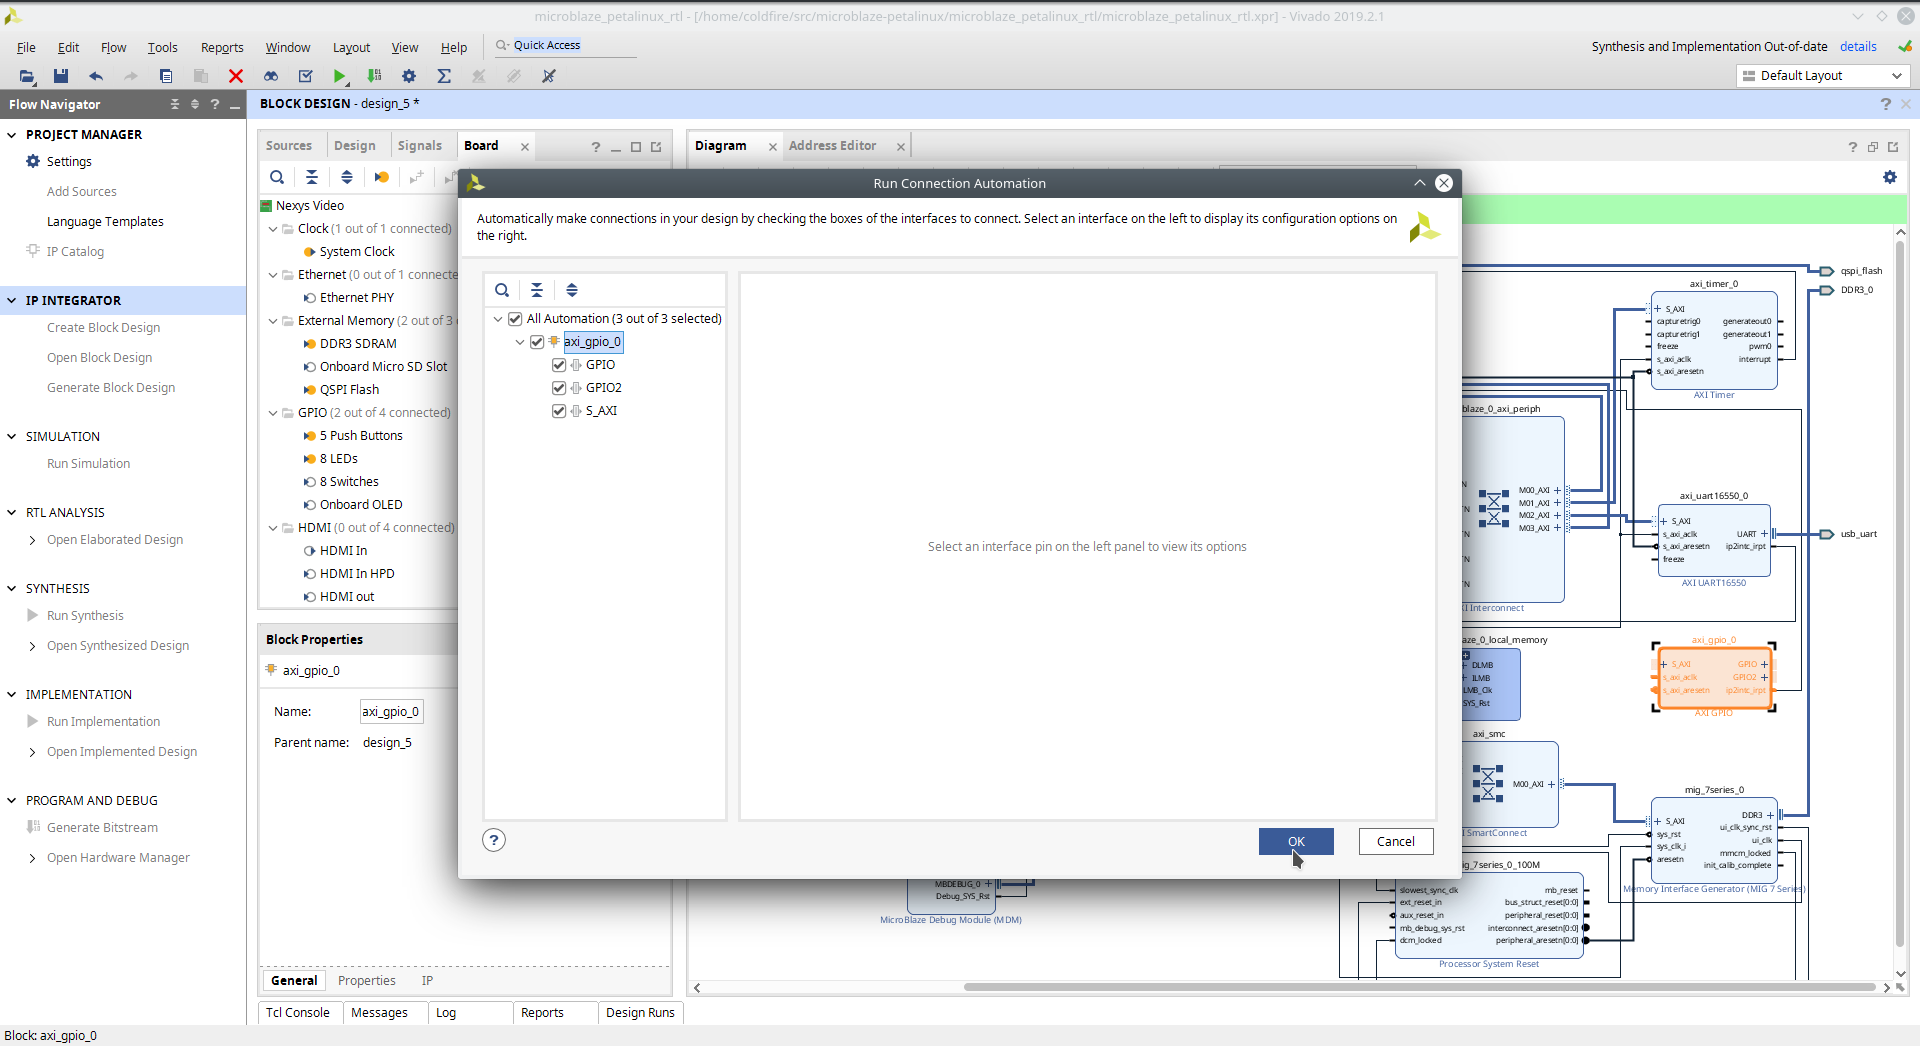 microblaze_petalinux_rtl - [/home/coldfire/src/microblaze-petalinux/microblaze_petalinux_rtl/microblaze_petalinux_rtl.xpr] - Vivado 2019.2.1
File Edit Flow Tools Reports Window Layout View Help Quick Access
Synthesis and Implementation Out-of-date details
Default Layout
Flow Navigator
PROJECT MANAGER
Settings
Add Sources
Language Templates
IP Catalog
IP INTEGRATOR
Create Block Design
Open Block Design
Generate Block Design
SIMULATION
Run Simulation
RTL ANALYSIS
Open Elaborated Design
SYNTHESIS
Run Synthesis
Open Synthesized Design
IMPLEMENTATION
Run Implementation
Open Implemented Design
PROGRAM AND DEBUG
Generate Bitstream
Open Hardware Manager
BLOCK DESIGN - design_5 *
Sources Design Signals Board
Nexys Video
Clock (1 out of 1 connected)
System Clock
Ethernet (0 out of 1 connecte
Ethernet PHY
External Memory (2 out of 3
DDR3 SDRAM
Onboard Micro SD Slot
QSPI Flash
GPIO (2 out of 4 connected)
5 Push Buttons
8 LEDs
8 Switches
Onboard OLED
HDMI (0 out of 4 connected)
HDMI In
HDMI In HPD
HDMI out
Block Properties
axi_gpio_0
Name: axi_gpio_0
Parent name: design_5
General Properties IP
Tcl Console Messages Log Reports Design Runs
Block: axi_gpio_0
Diagram Address Editor
Run Connection Automation
Automatically make connections in your design by checking the boxes of the interfaces to connect. Select an interface on the left to display its configuration options on
the right.
All Automation (3 out of 3 selected)
axi_gpio_0
GPIO
GPIO2
S_AXI
Select an interface pin on the left panel to view its options
OK
Cancel
qspi_flash
DDR3_0
axi_timer_0
S_AXI
capturetrig0 generateout0
capturetrig1 generateout1
freeze pwm0
s_axi_aclk interrupt
s_axi_aresetn
AXI Timer
blaze_0_axi_periph
M00_AXI
M01_AXI
M02_AXI
M03_AXI
I Interconnect
axi_uart16550_0
S_AXI
s_axi_aclk UART
s_axi_aresetn ip2intc_irpt
freeze
AXI UART16550
usb_uart
aze_0_local_memory
DLMB
ILMB
LMB_Clk
SYS_Rst
axi_gpio_0
S_AXI GPIO
s_axi_aclk GPIO2
s_axi_aresetn ip2intc_irpt
AXI GPIO
axi_smc
M00_AXI
I SmartConnect
mig_7series_0
DDR3
S_AXI ui_clk_sync_rst
sys_rst ui_clk
sys_clk_i mmcm_locked
aresetn init_calib_complete
Memory Interface Generator (MIG 7 Series)
ig_7series_0_100M
slowest_sync_clk mb_reset
ext_reset_in bus_struct_reset[0:0]
aux_reset_in peripheral_reset[0:0]
mb_debug_sys_rst interconnect_aresetn[0:0]
dcm_locked peripheral_aresetn[0:0]
Processor System Reset
MBDEBUG_0
Debug_SYS_Rst
MicroBlaze Debug Module (MDM)